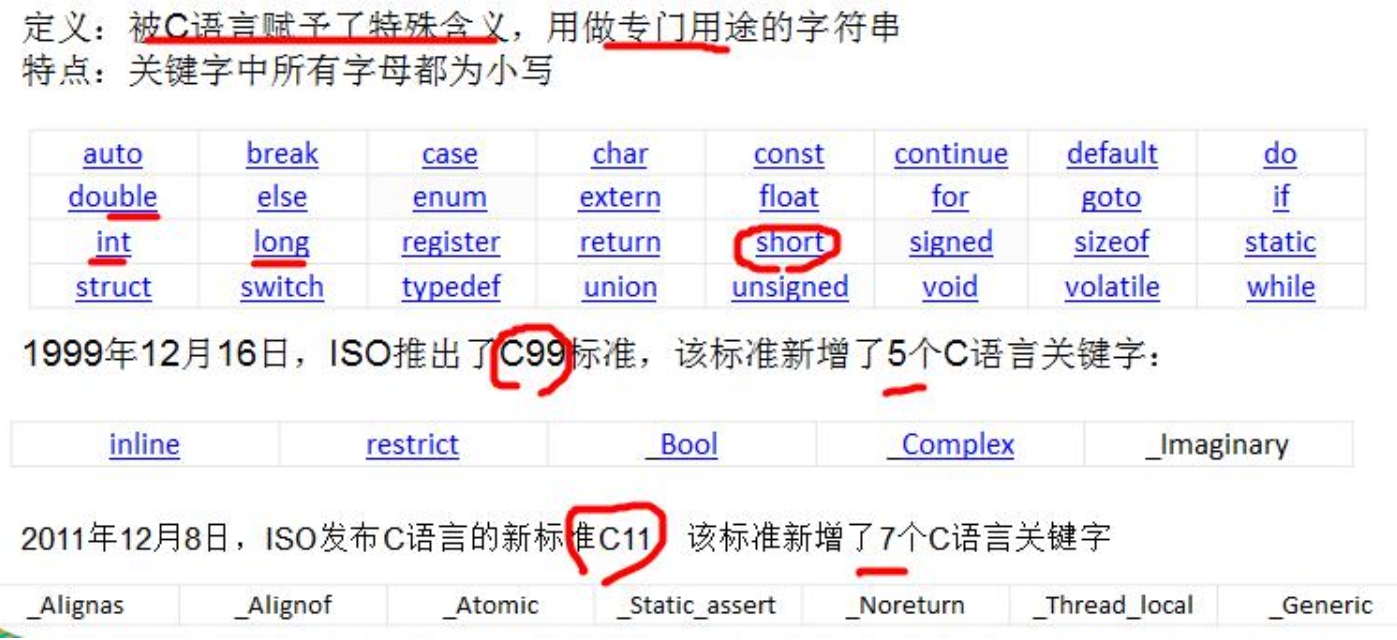 定义：被C语言赋予了特殊含义，用做专门用途的字符串
特点：关键字中所有字母都为小写
auto break case char const continue default do
double else enum extern float for goto if
int long register return short signed sizeof static
struct switch typedef union unsigned void volatile while
1999年12月16日，ISO推出了C99标准，该标准新增了5个C语言关键字：
inline restrict _Bool _Complex _Imaginary
2011年12月8日，ISO发布C语言的新标准C11 该标准新增了7个C语言关键字
_Alignas _Alignof _Atomic _Static_assert _Noreturn _Thread_local _Generic